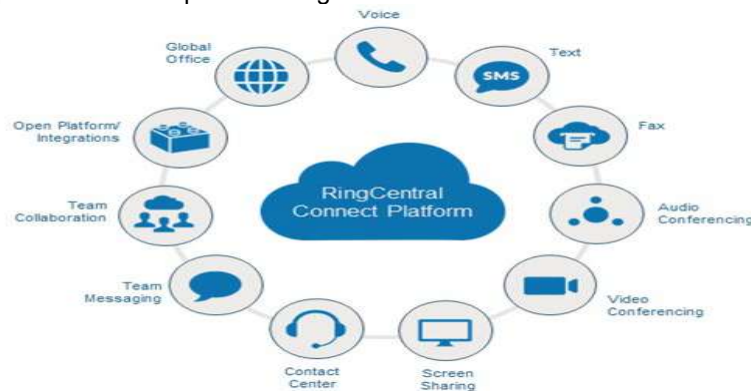 Voice
Text
SMS
Fax
Audio
Conferencing
Video
Conferencing
Screen
Sharing
Contact
Center
Team
Messaging
Team
Collaboration
Open Platform/
Integrations
Global
Office
RingCentral
Connect Platform